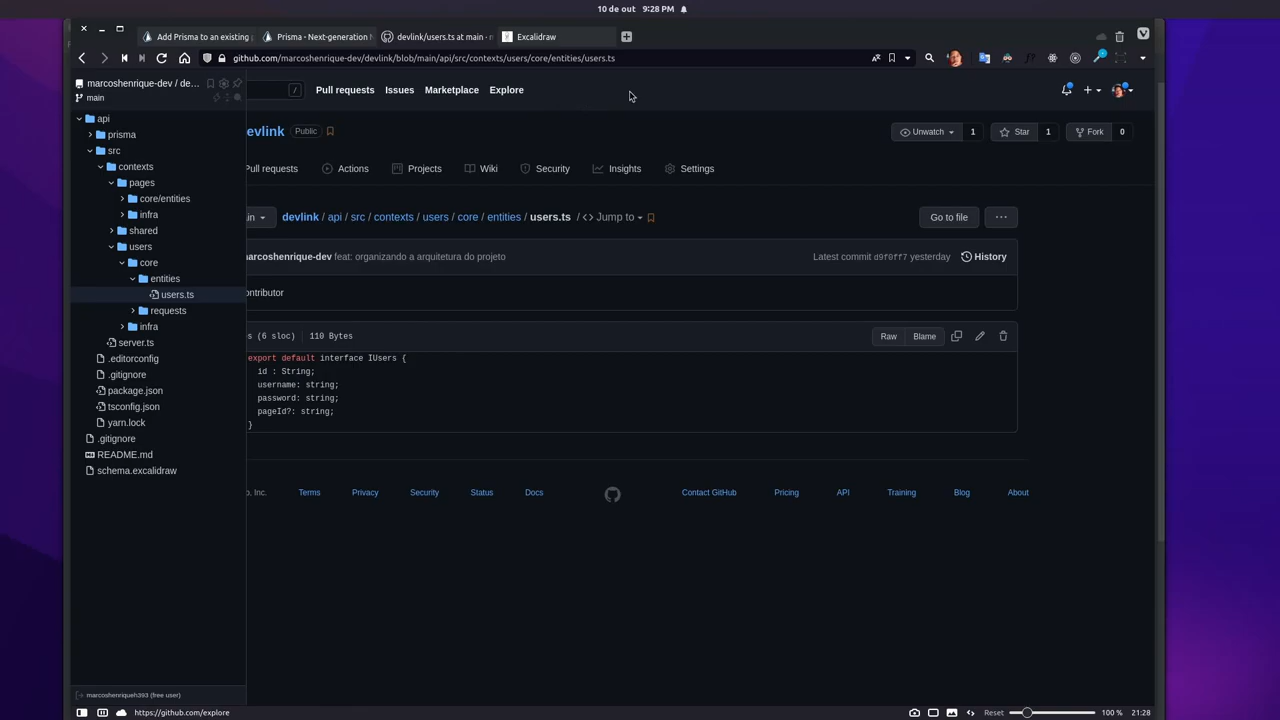 10 de out 9:28 PM
Add Prisma to an existing
Prisma - Next-generation
devlink/users.ts at main ·
Excalidraw
github.com/marcoshenrique-dev/devlink/blob/main/api/src/contexts/users/core/entities/users.ts
marcoshenrique-dev / de...
main
/
Pull requests
Issues
Marketplace
Explore
evlink
Public
Unwatch
1
Star
1
Fork
0
Pull requests
Actions
Projects
Wiki
Security
Insights
Settings
api
prisma
src
contexts
pages
core/entities
infra
shared
users
core
entities
users.ts
requests
infra
server.ts
.editorconfig
.gitignore
package.json
tsconfig.json
yarn.lock
.gitignore
README.md
schema.excalidraw
in
devlink / api / src / contexts / users / core / entities / users.ts / <> Jump to
Go to file
...
arcoshenrique-dev feat: organizando a arquitetura do projeto
Latest commit d9f0ff7 yesterday
History
ontributor
s (6 sloc)
110 Bytes
Raw
Blame
export default interface IUsers {
id : String;
username: string;
password: string;
pageId?: string;
}
, Inc.
Terms
Privacy
Security
Status
Docs
Contact GitHub
Pricing
API
Training
Blog
About
marcoshenriqueh393 (free user)
https://github.com/explore
Reset
100 %
21:28